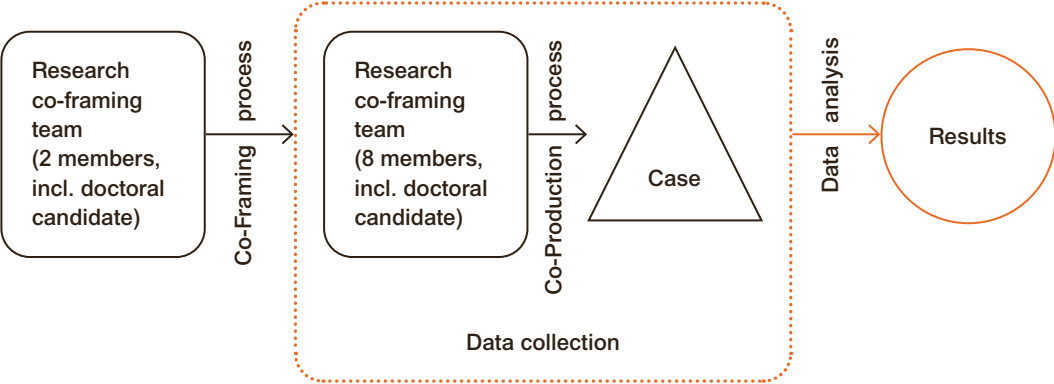 Research
co-framing
team
(2 members,
incl. doctoral
candidate)
Co-Framing process
Research
co-framing
team
(8 members,
incl. doctoral
candidate)
Co-Production process
Case
Data collection
Data analysis
Results